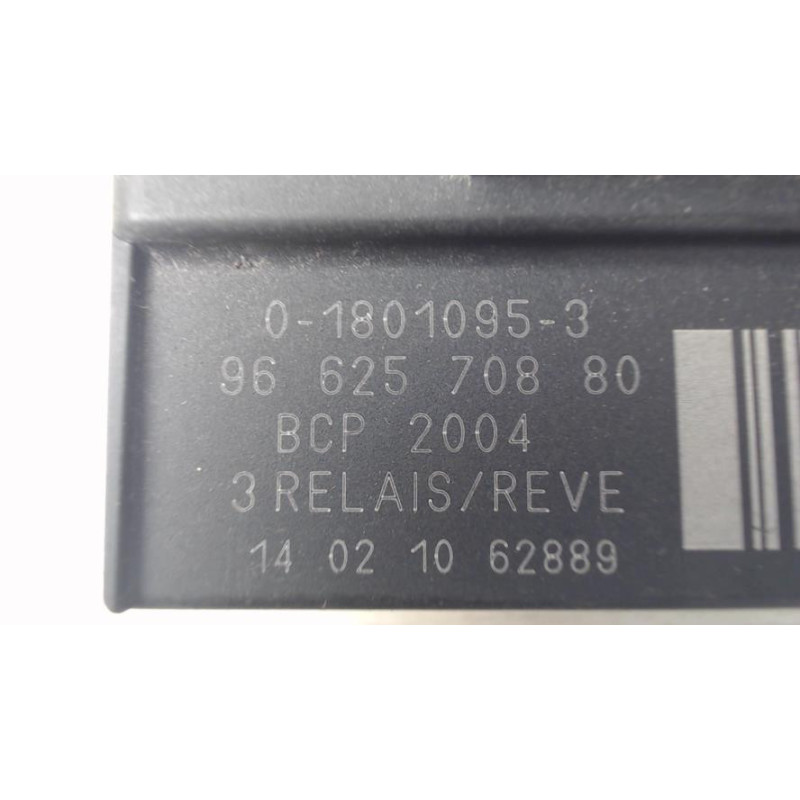 0-1801095-3
96 625 708 80
BCP 2004
3 RELAIS/REVE
14 02 10 62889